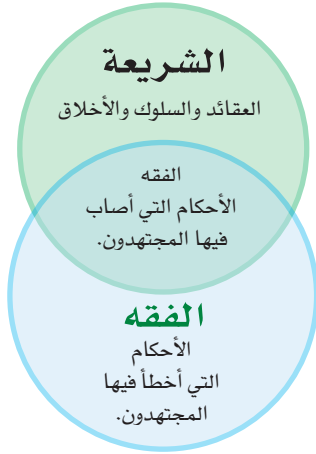 الشريعة
العقائد والسلوك والأخلاق
الفقه
الأحكام التي أصاب
فيها المجتهدون.
الفقه
الأحكام
التي أخطأ فيها
المجتهدون.